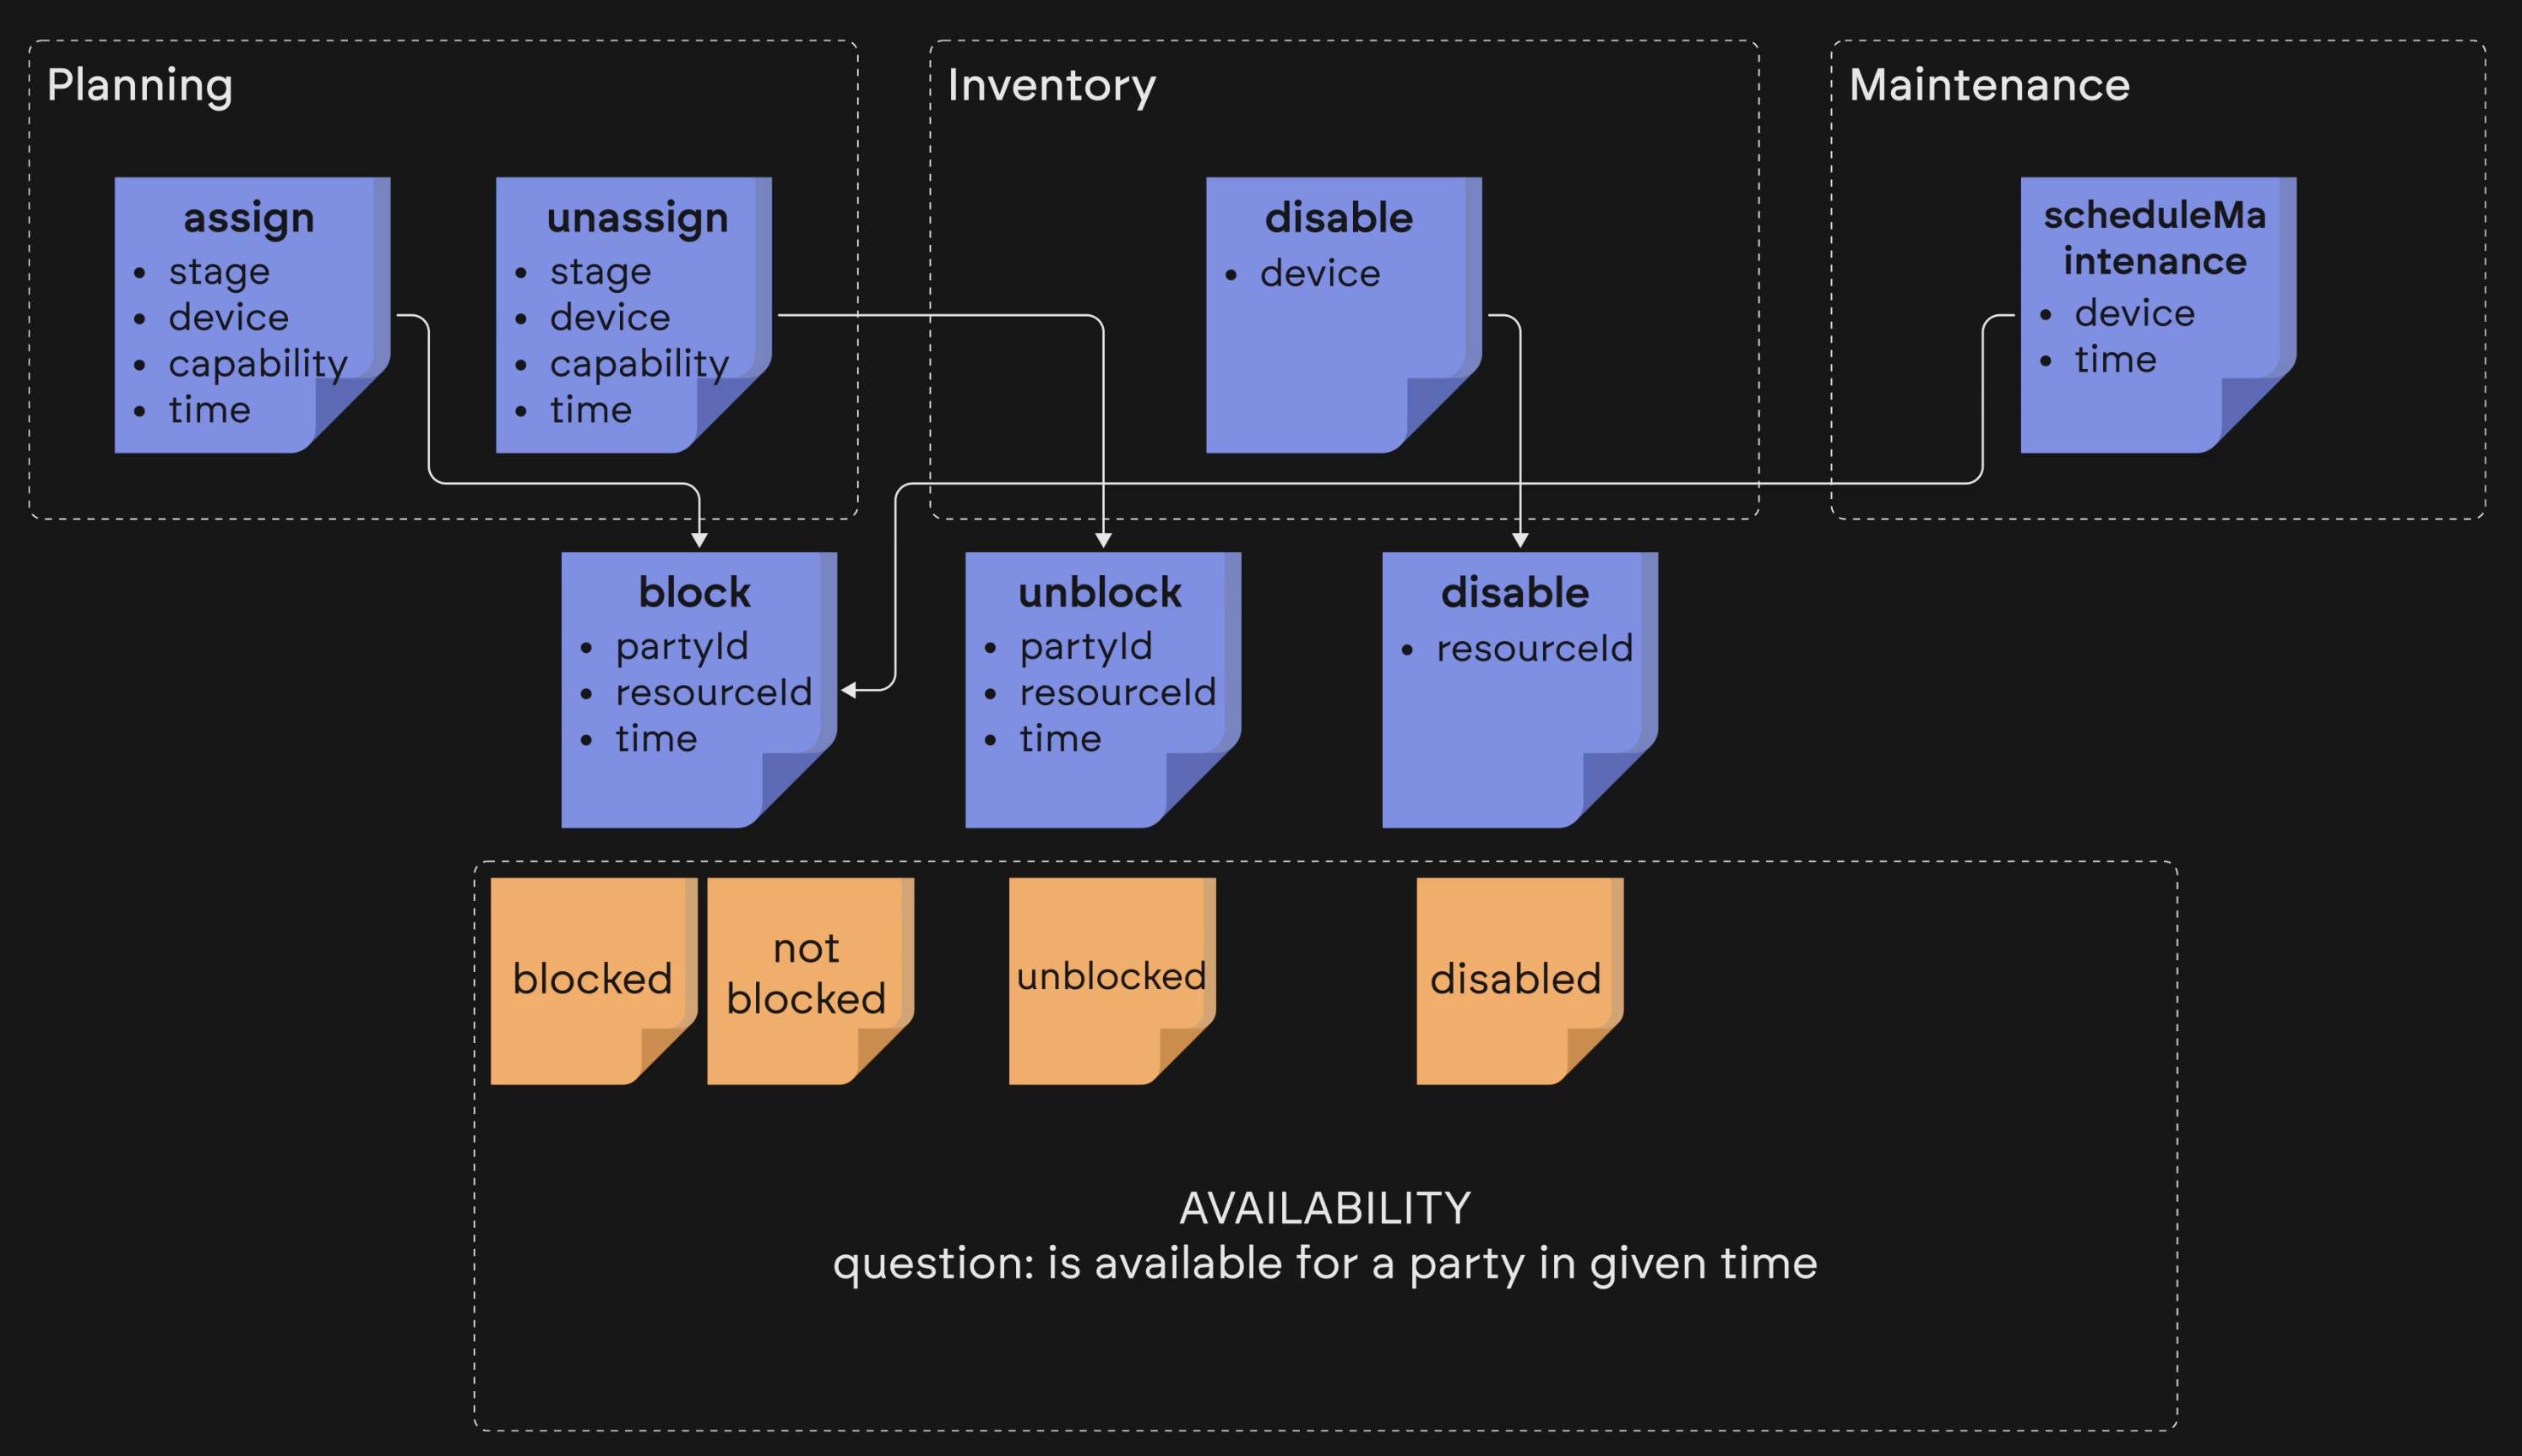 Planning
assign
• stage
• device
• capability
• time
unassign
• stage
• device
• capability
• time
Inventory
disable
• device
Maintenance
scheduleMa
intenance
• device
• time
block
• partyId
• resourceId
• time
unblock
• partyId
• resourceId
• time
disable
• resourceId
blocked
not
blocked
unblocked
disabled
AVAILABILITY
question: is available for a party in given time